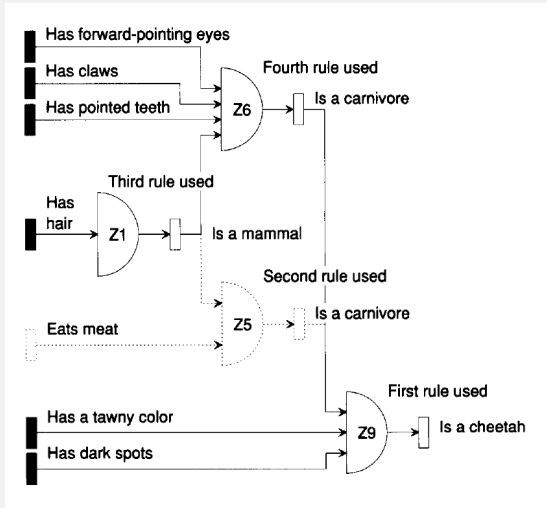 Has forward-pointing eyes
Fourth rule used
Has claws
Z6
Is a carnivore
Has pointed teeth
Third rule used
Has
hair
Z1
Is a mammal
Second rule used
Eats meat
Z5
Is a carnivore
First rule used
Has a tawny color
Z9
Is a cheetah
Has dark spots